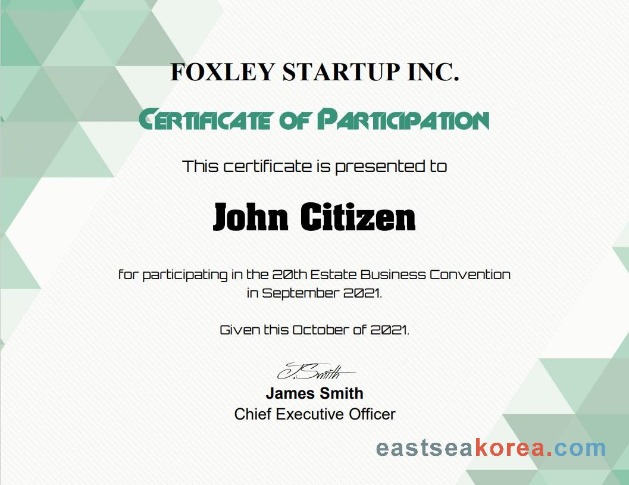 FOXLEY STARTUP INC.
CERTIFICATE OF PARTICIPATION
This certificate is presented to
John Citizen
for participating in the 20th Estate Business Convention
in September 2021.
Given this October of 2021.
J.Smith
James Smith
Chief Executive Officer
eastseakorea.com